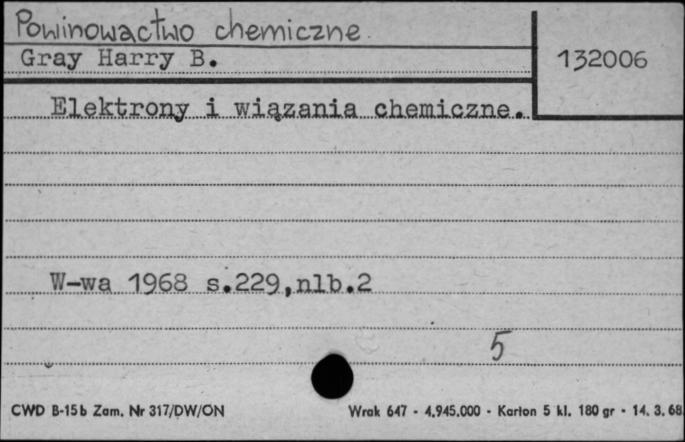 Powinowactwo chemiczne.
Gray Harry B.
132006
Elektrony i wiązania chemiczne.
W-wa 1968 s.229,nlb.2
5
CWD B-15b Zam. Nr 317/DW/ON
Wrak 647 - 4,945.000 - Karton 5 kl. 180 gr - 14. 3. 68